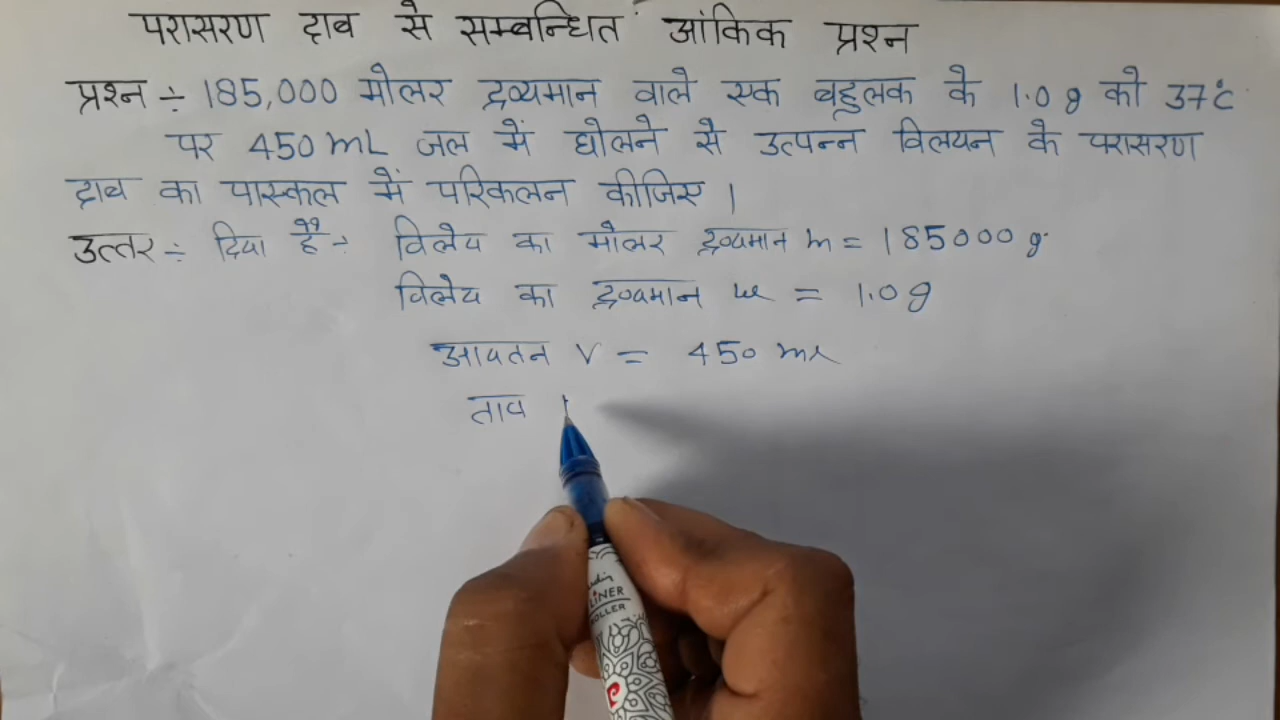 परासरण दाब से सम्बन्धित आंकिक प्रश्न
प्रश्न ÷ 185,000 मोलर द्रव्यमान वाले एक बहुलक के 1.0 g को 37°C
पर 450 mL जल में घोलने से उत्पन्न विलयन के परासरण
दाब का पास्कल में परिकलन कीजिए ।
उत्तर ÷ दिया है ÷ विलेय का मोलर द्रव्यमान m = 185000 g
विलेय का द्रव्यमान w = 1.0 g
आयतन V = 450 mL
ताप
LINER
ROLLER